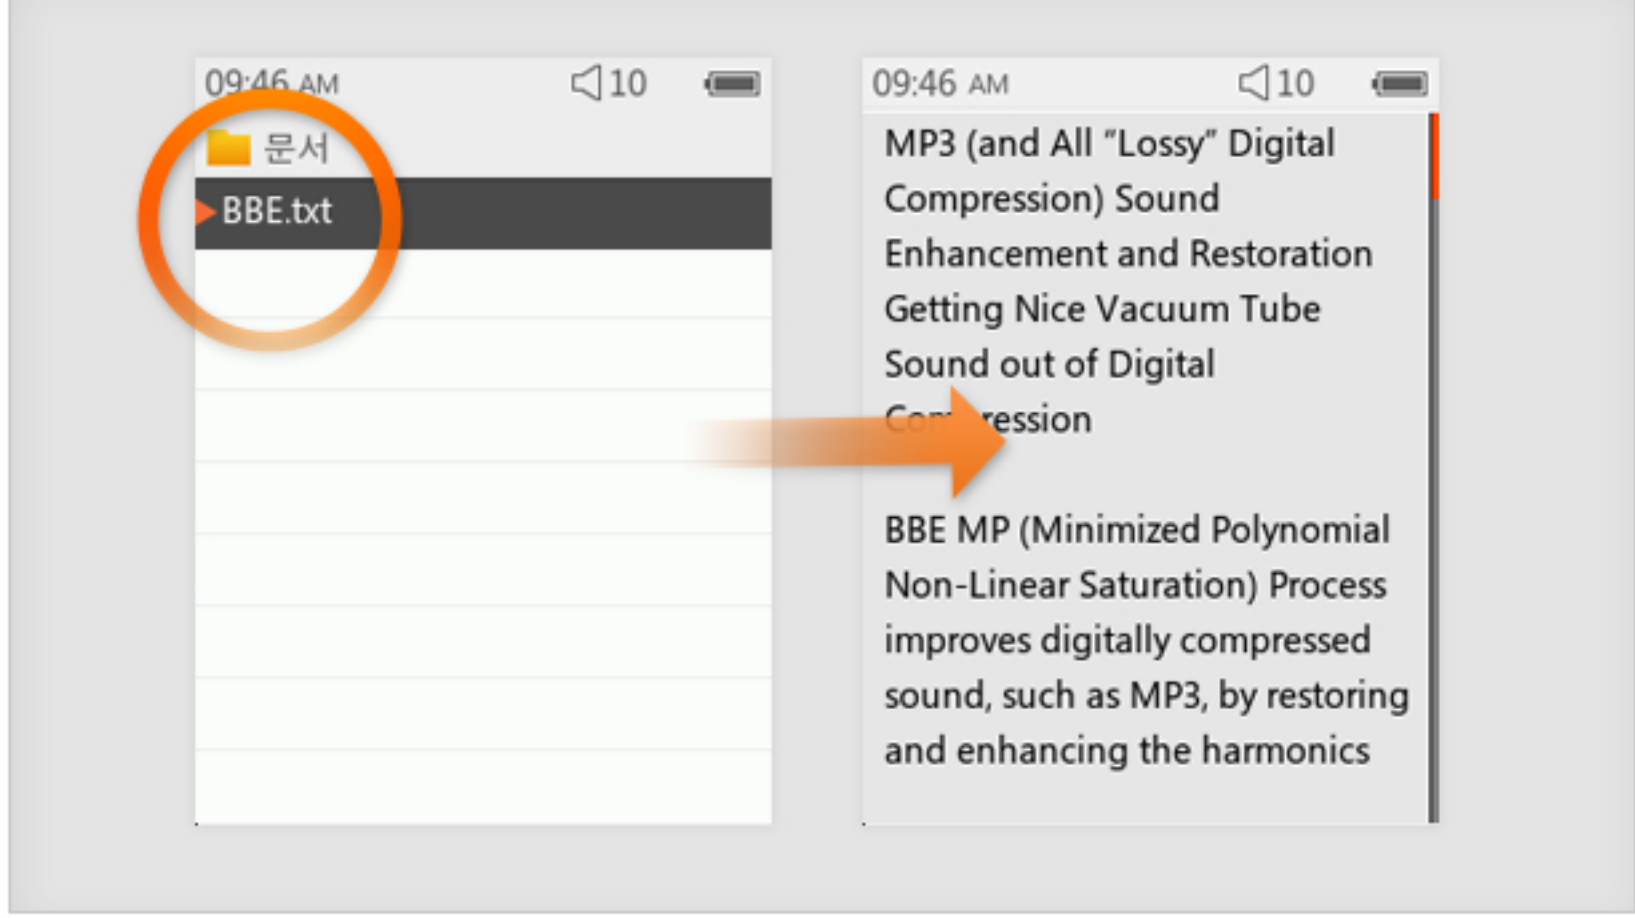 09:46 AM 10
문서
BBE.txt
09:46 AM 10
MP3 (and All "Lossy" Digital
Compression) Sound
Enhancement and Restoration
Getting Nice Vacuum Tube
Sound out of Digital
Compression
BBE MP (Minimized Polynomial
Non-Linear Saturation) Process
improves digitally compressed
sound, such as MP3, by restoring
and enhancing the harmonics